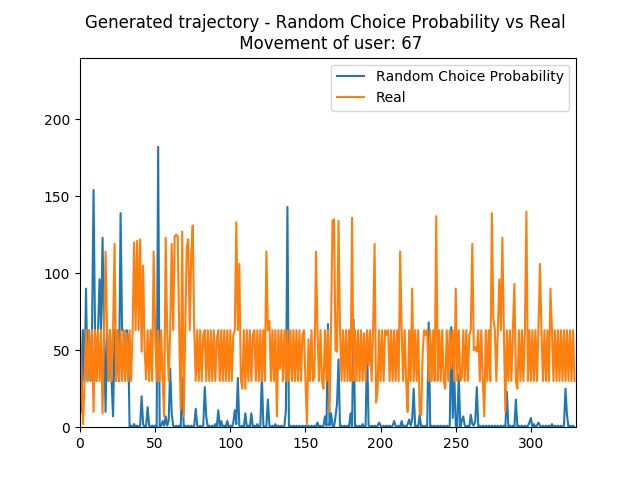 Generated trajectory - Random Choice Probability vs Real
Movement of user: 67
Random Choice Probability
Real
200
150
100
50
0
0 50 100 150 200 250 300